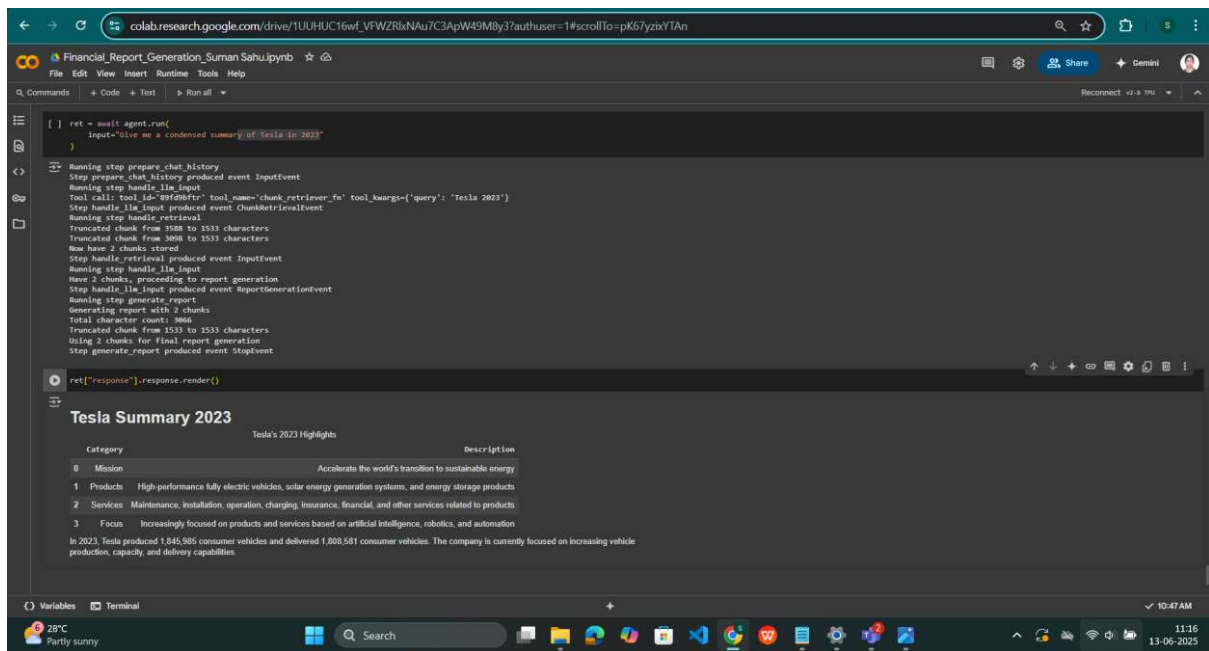 colab.research.google.com/drive/1UUHUC16wf_VFWZRlxNAu7C3ApW49M8y3?authuser=1#scrollTo=pK67yzixYTAn
S
CO
Financial_Report_Generation_Suman Sahu.ipynb
File Edit View Insert Runtime Tools Help
Share
Gemini
Commands + Code + Text Run all
Reconnect v2-8 TPU
[ ] ret = await agent.run(
input="Give me a condensed summary of Tesla in 2023"
)
Running step prepare_chat_history
Step prepare_chat_history produced event InputEvent
Running step handle_llm_input
Tool call: tool_id='89fd9bftr' tool_name='chunk_retriever_fn' tool_kwargs={'query': 'Tesla 2023'}
Step handle_llm_input produced event ChunkRetrievalEvent
Running step handle_retrieval
Truncated chunk from 3588 to 1533 characters
Truncated chunk from 3098 to 1533 characters
Now have 2 chunks stored
Step handle_retrieval produced event InputEvent
Running step handle_llm_input
Have 2 chunks, proceeding to report generation
Step handle_llm_input produced event ReportGenerationEvent
Running step generate_report
Generating report with 2 chunks
Total character count: 3066
Truncated chunk from 1533 to 1533 characters
Using 2 chunks for final report generation
Step generate_report produced event StopEvent
ret["response"].response.render()
Tesla Summary 2023
Tesla's 2023 Highlights
Category Description
0 Mission Accelerate the world's transition to sustainable energy
1 Products High-performance fully electric vehicles, solar energy generation systems, and energy storage products
2 Services Maintenance, installation, operation, charging, insurance, financial, and other services related to products
3 Focus Increasingly focused on products and services based on artificial intelligence, robotics, and automation
In 2023, Tesla produced 1,845,985 consumer vehicles and delivered 1,808,581 consumer vehicles. The company is currently focused on increasing vehicle
production, capacity, and delivery capabilities.
Variables Terminal
10:47 AM
6 28°C
Partly sunny
Search
2
11:16
13-06-2025